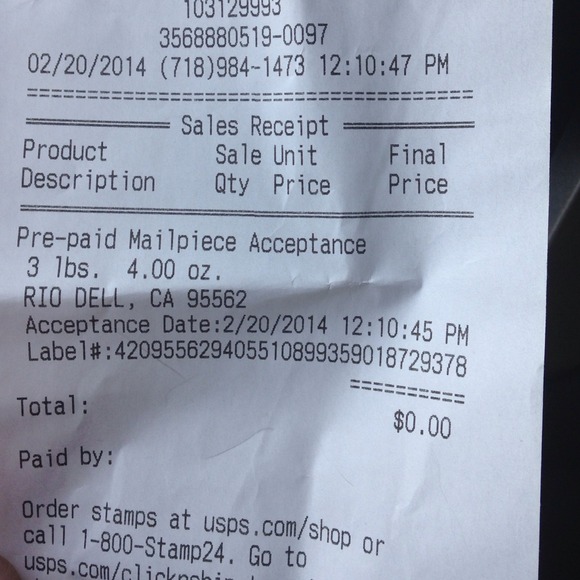 103129993
3568880519-0097
02/20/2014 (718)984-1473 12:10:47 PM
Sales Receipt
Product Sale Unit Final
Description Qty Price Price
Pre-paid Mailpiece Acceptance
3 lbs. 4.00 oz.
RIO DELL, CA 95562
Acceptance Date:2/20/2014 12:10:45 PM
Label#:420955629405510899359018729378
Total: $0.00
Paid by:
Order stamps at usps.com/shop or
call 1-800-Stamp24. Go to